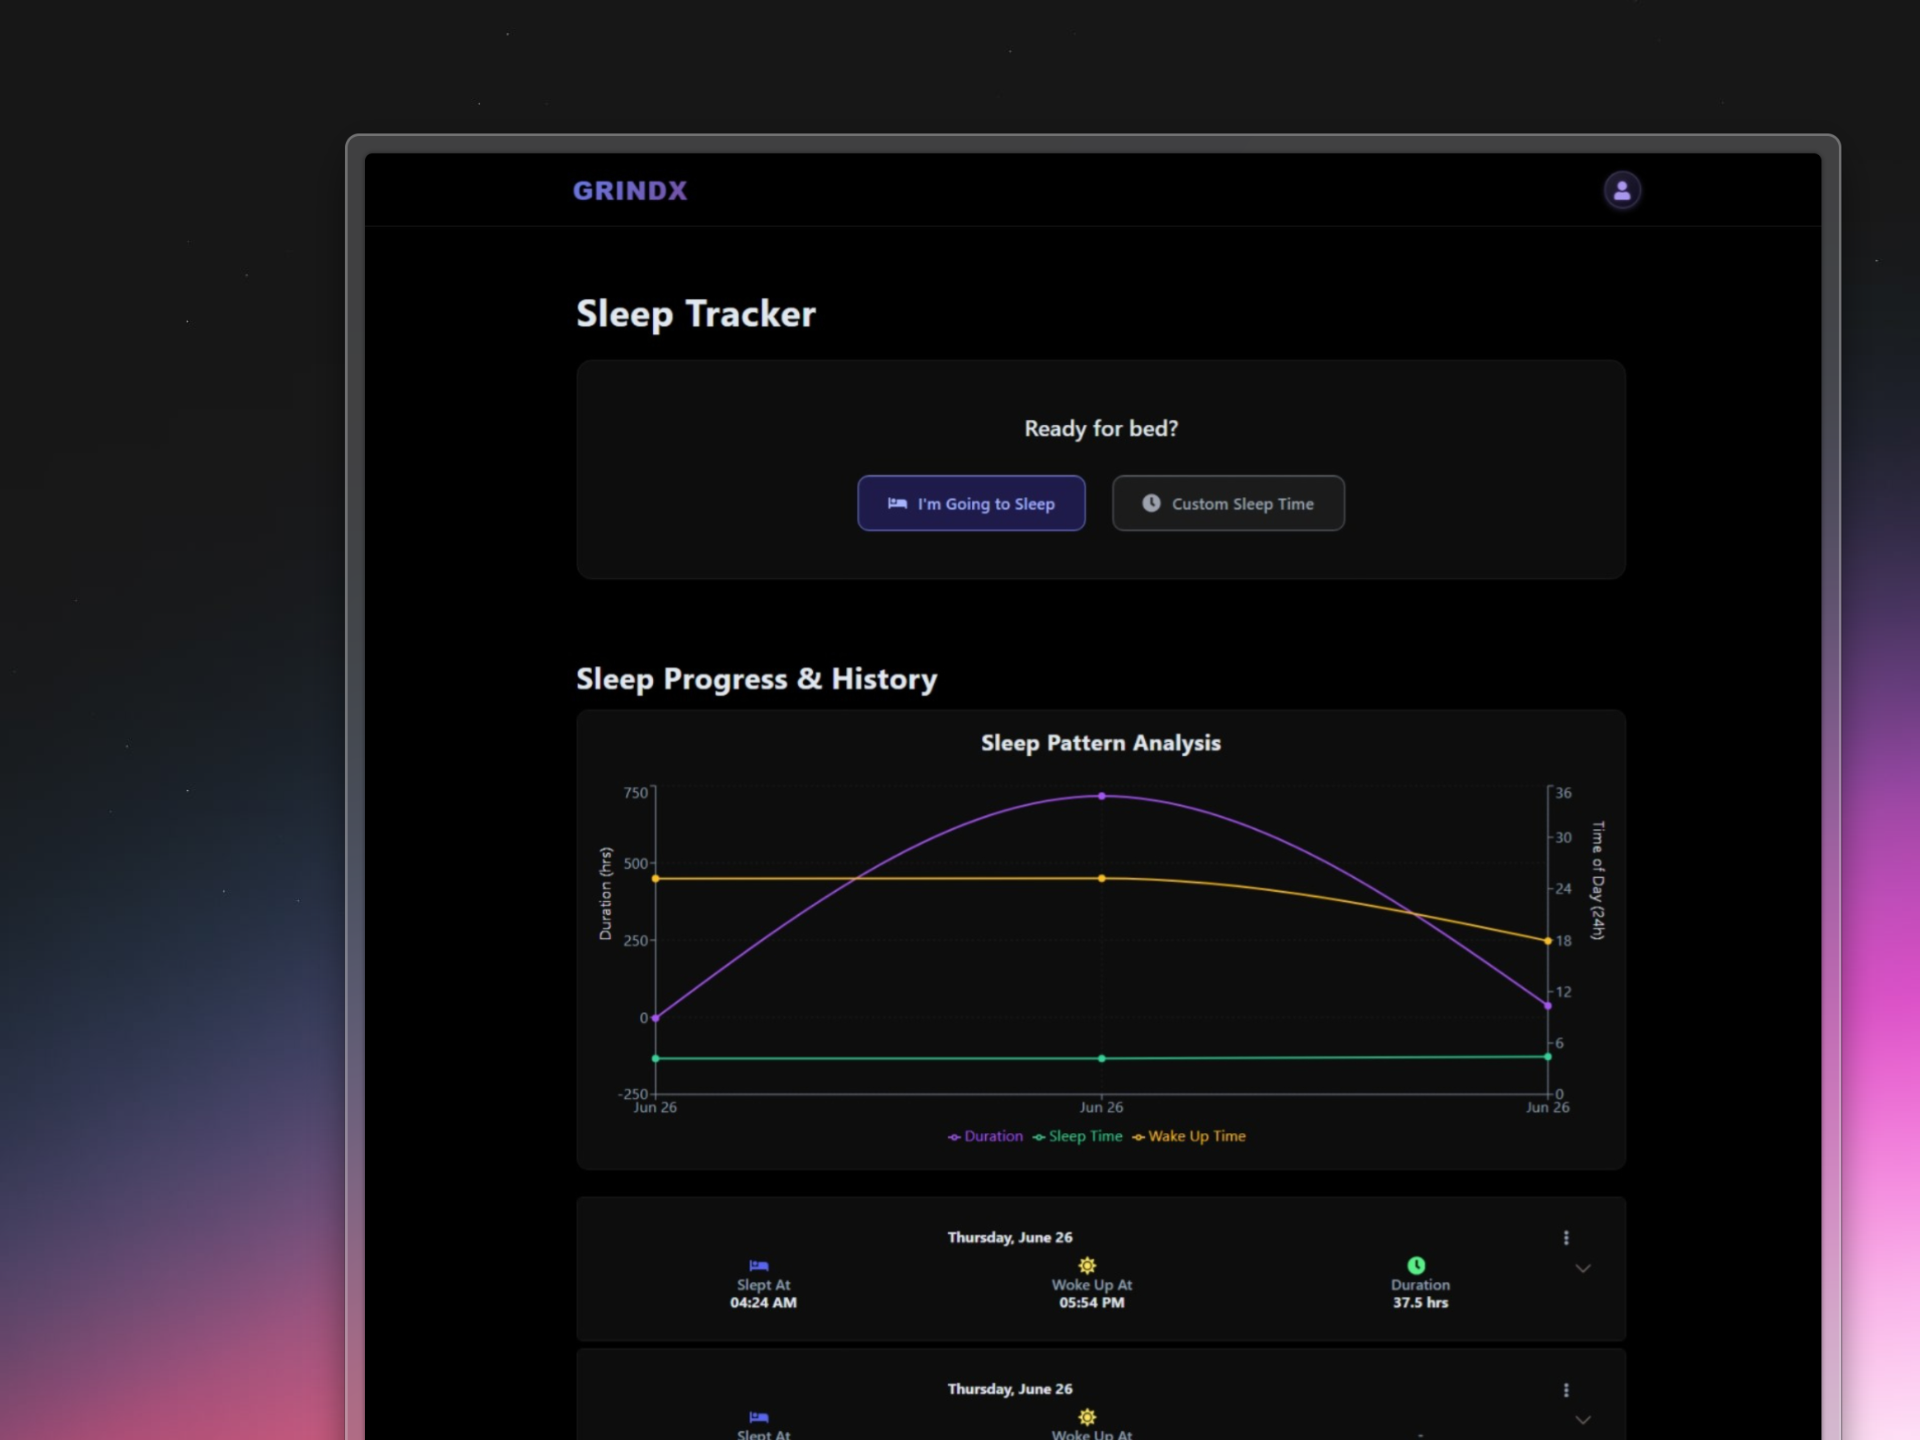 GRINDX
Sleep Tracker
Ready for bed?
I'm Going to Sleep
Custom Sleep Time
Sleep Progress & History
Sleep Pattern Analysis
Duration (hrs)
750
500
250
0
-250
36
30
24
18
12
6
0
Time of Day (24h)
Jun 26
Jun 26
Jun 26
Duration
Sleep Time
Wake Up Time
Thursday, June 26
Slept At
04:24 AM
Woke Up At
05:54 PM
Duration
37.5 hrs
Thursday, June 26
Slept At
Woke Up At
-